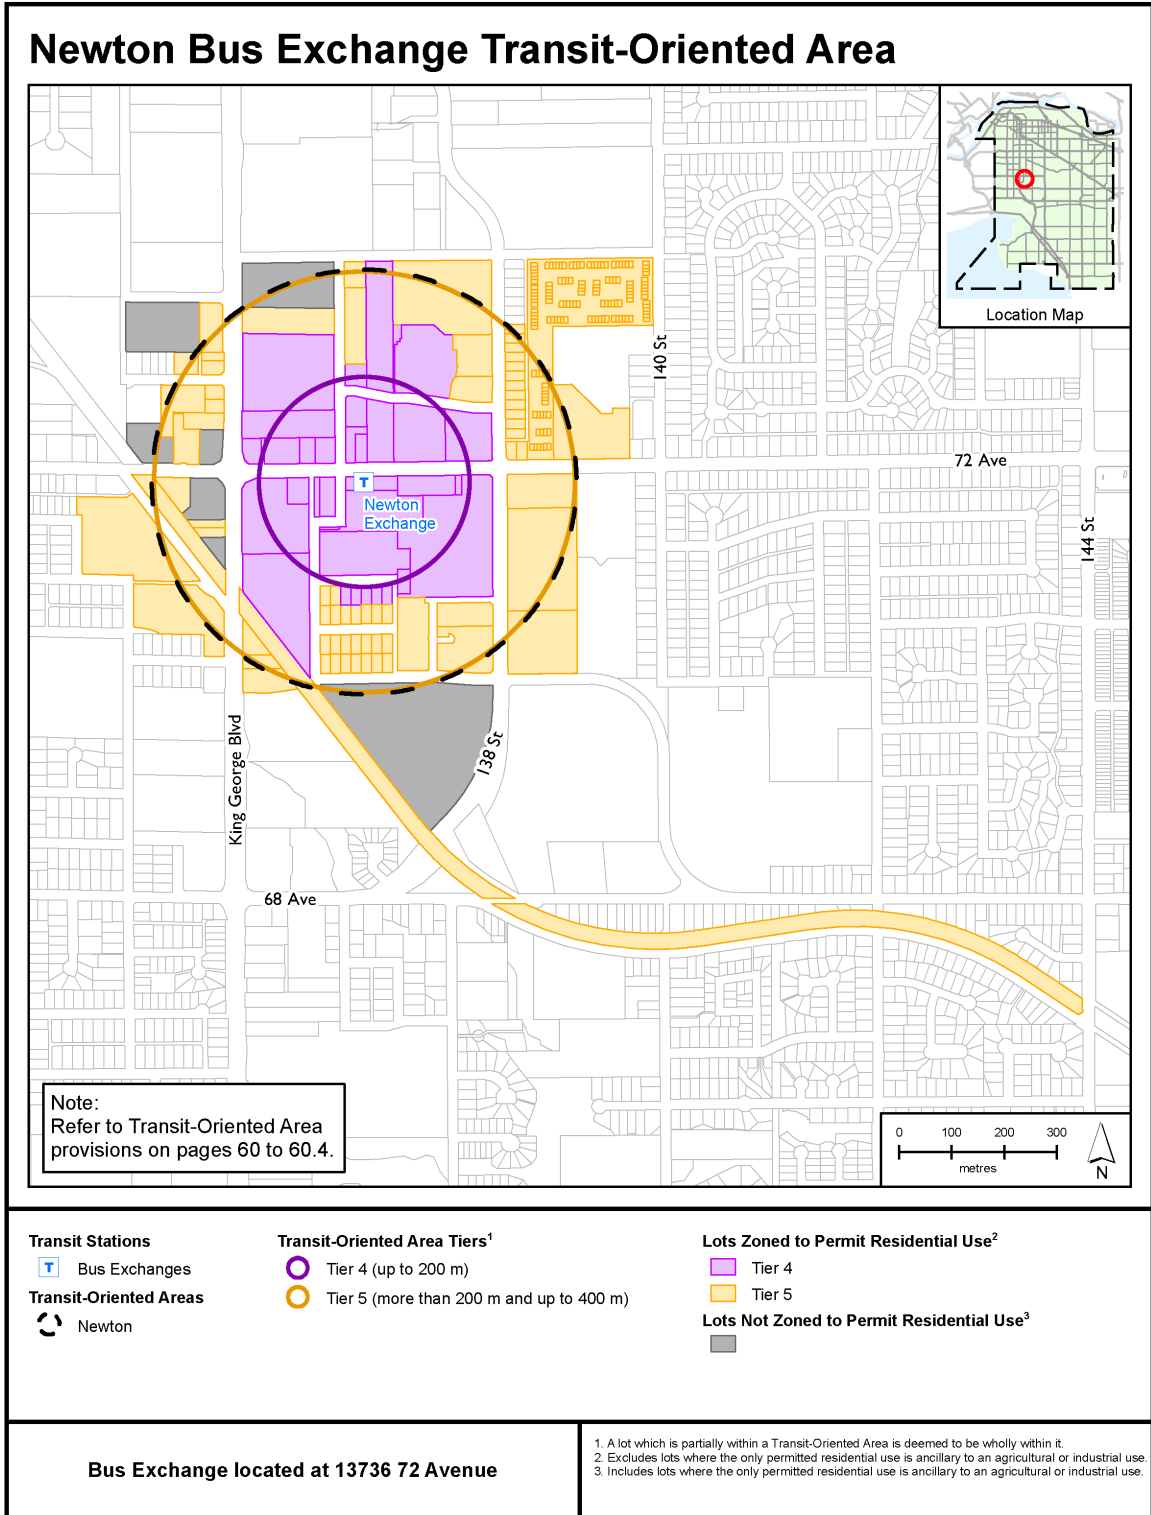 Newton Bus Exchange Transit-Oriented Area
Location Map
140 St
72 Ave
T
Newton
Exchange
144 St
King George Blvd
138 St
68 Ave
Note:
Refer to Transit-Oriented Area
provisions on pages 60 to 60.4.
0 100 200 300
metres
N
Transit Stations
T Bus Exchanges
Transit-Oriented Areas
Newton
Transit-Oriented Area Tiers¹
Tier 4 (up to 200 m)
Tier 5 (more than 200 m and up to 400 m)
Lots Zoned to Permit Residential Use²
Tier 4
Tier 5
Lots Not Zoned to Permit Residential Use³
Bus Exchange located at 13736 72 Avenue
1. A lot which is partially within a Transit-Oriented Area is deemed to be wholly within it.
2. Excludes lots where the only permitted residential use is ancillary to an agricultural or industrial use.
3. Includes lots where the only permitted residential use is ancillary to an agricultural or industrial use.